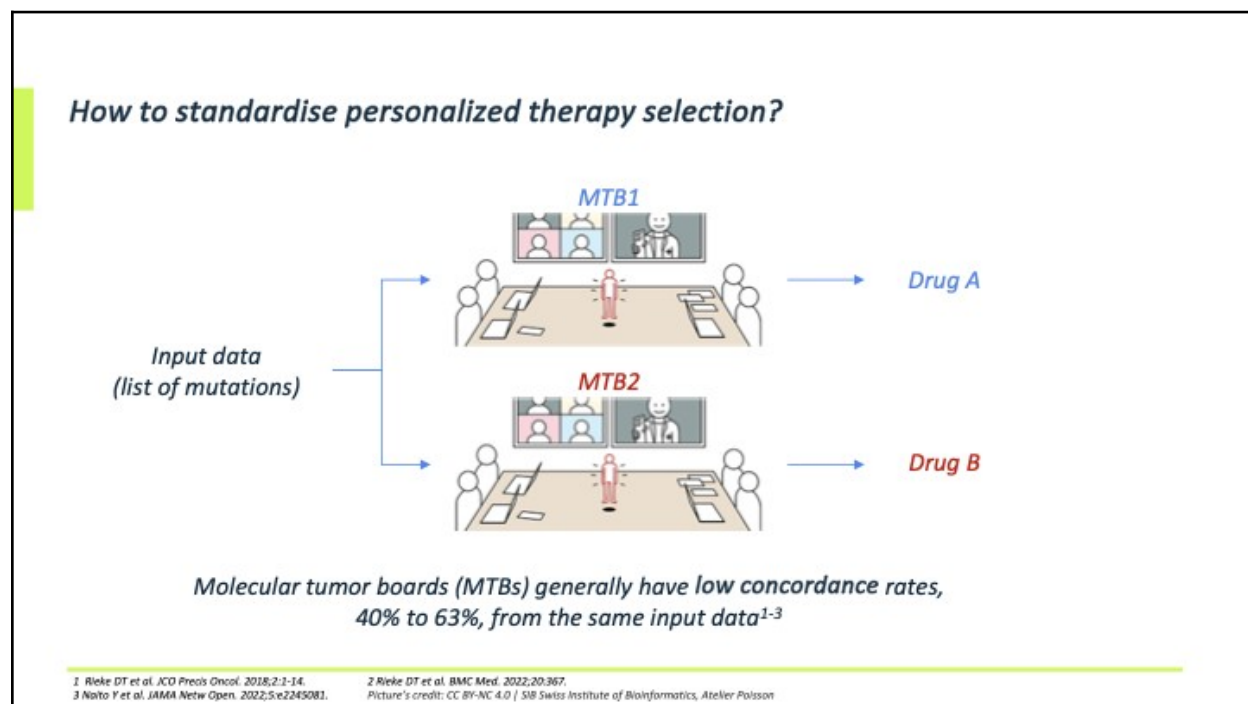 How to standardise personalized therapy selection?
MTB1
Drug A
Input data
(list of mutations)
MTB2
Drug B
Molecular tumor boards (MTBs) generally have low concordance rates,
40% to 63%, from the same input data¹⁻³
1 Rieke DT et al. JCO Precis Oncol. 2018;2:1-14.
2 Rieke DT et al. BMC Med. 2022;20:367.
3 Naito Y et al. JAMA Netw Open. 2022;5:e2245081.
Picture's credit: CC BY-NC 4.0 | SIB Swiss Institute of Bioinformatics, Atelier Poisson